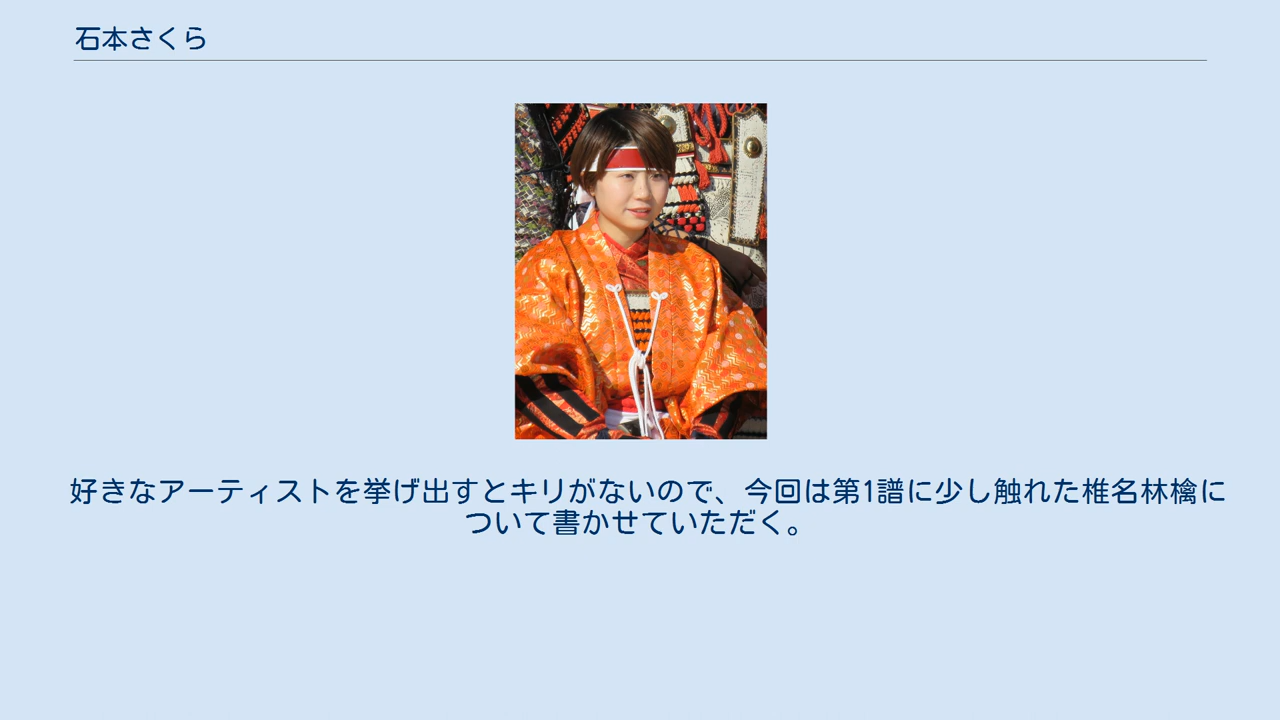 石本さくら
好きなアーティストを挙げ出すとキリがないので、今回は第1譜に少し触れた椎名林檎に
ついて書かせていただく。